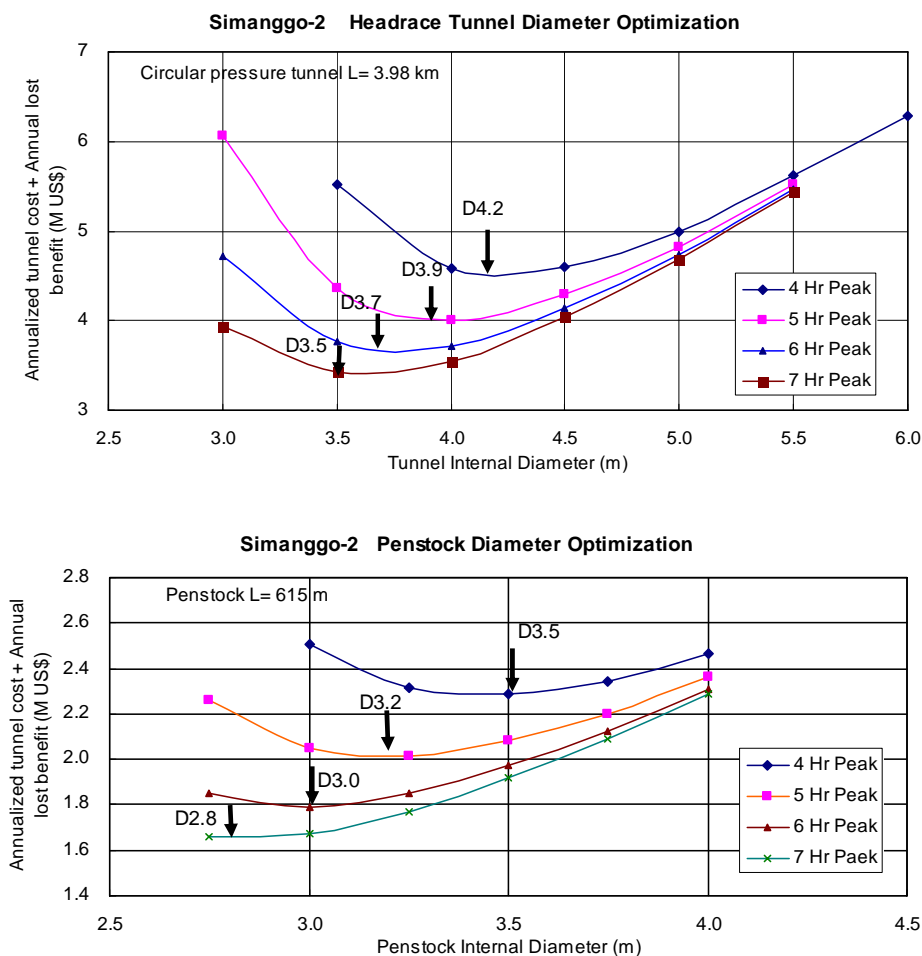 Simanggo-2 Headrace Tunnel Diameter Optimization
Annualized tunnel cost + Annual lost
benefit (M US$)
7
6
5
4
3
Circular pressure tunnel L= 3.98 km
D4.2
D3.9
D3.7
D3.5
4 Hr Peak
5 Hr Peak
6 Hr Peak
7 Hr Peak
2.5 3.0 3.5 4.0 4.5 5.0 5.5 6.0
Tunnel Internal Diameter (m)
Simanggo-2 Penstock Diameter Optimization
Annualized tunnel cost + Annual
lost benefit (M US$)
2.8
2.6
2.4
2.2
2.0
1.8
1.6
1.4
Penstock L= 615 m
D3.5
D3.2
D3.0
D2.8
4 Hr Peak
5 Hr Peak
6 Hr Peak
7 Hr Paek
2.5 3.0 3.5 4.0 4.5
Penstock Internal Diameter (m)